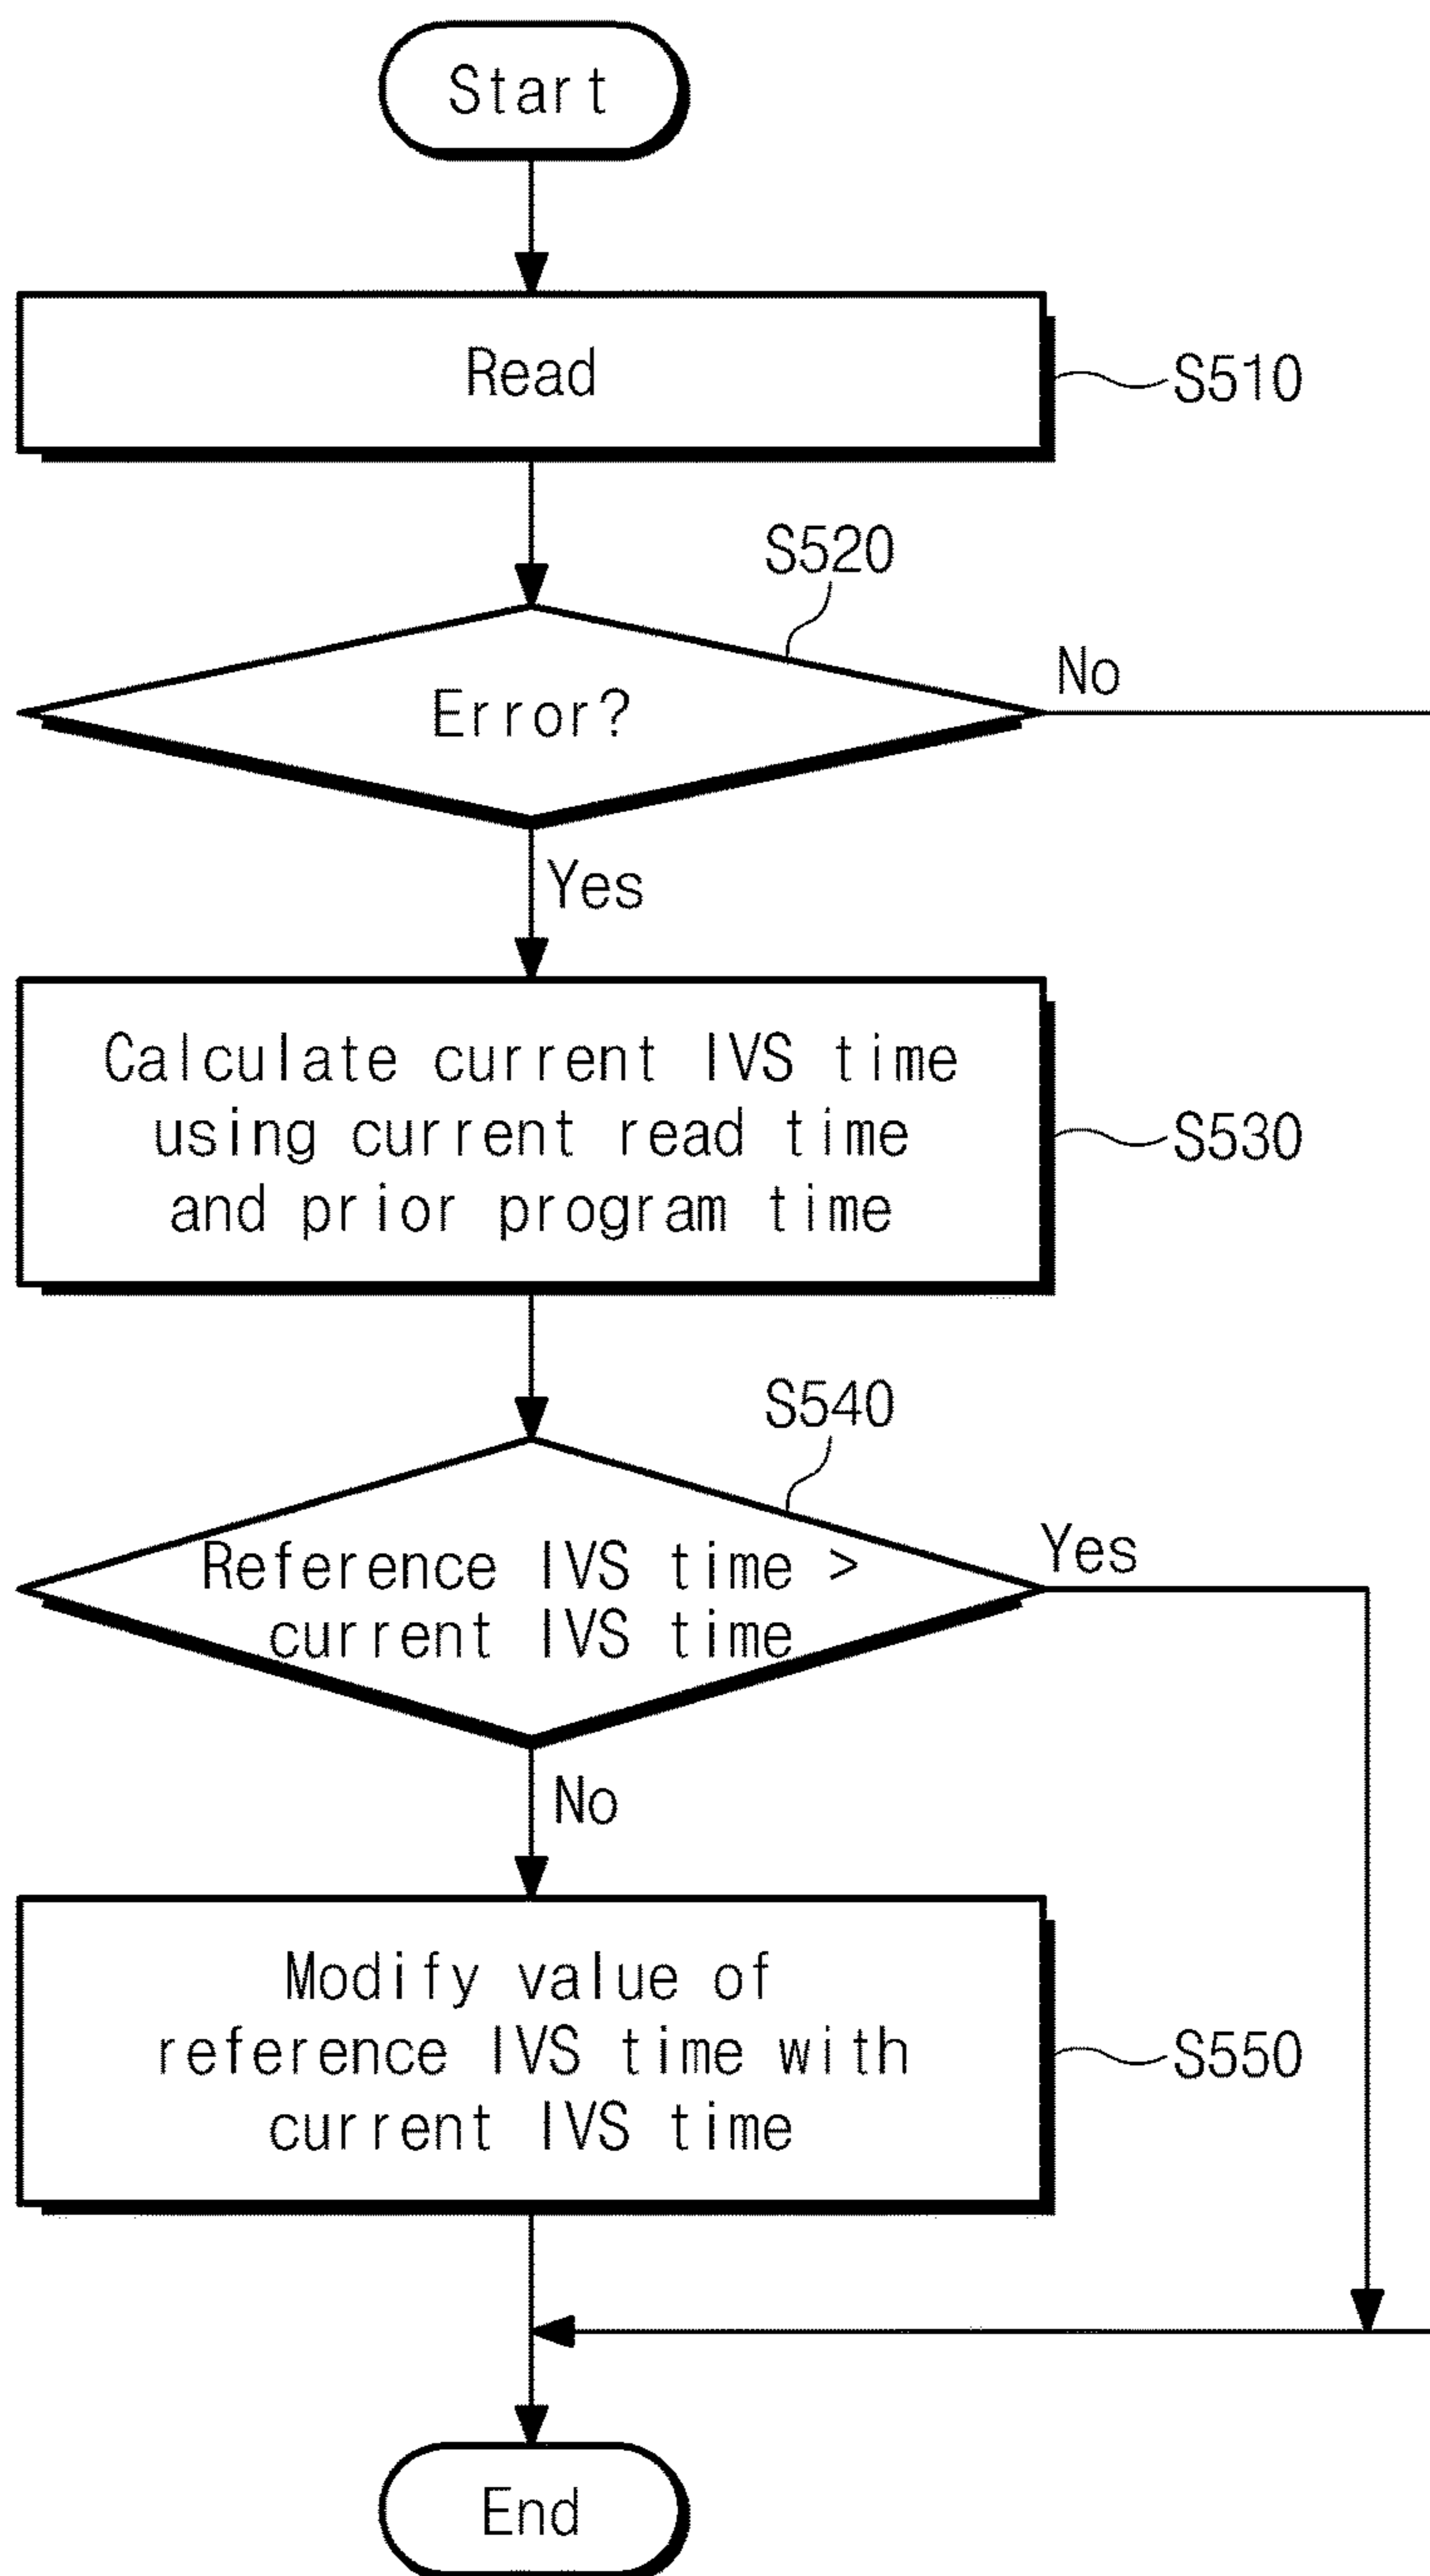 Start
Read
S510
S520
Error?
No
Yes
Calculate current IVS time
using current read time
and prior program time
S530
S540
Reference IVS time >
current IVS time
Yes
No
Modify value of
reference IVS time with
current IVS time
S550
End